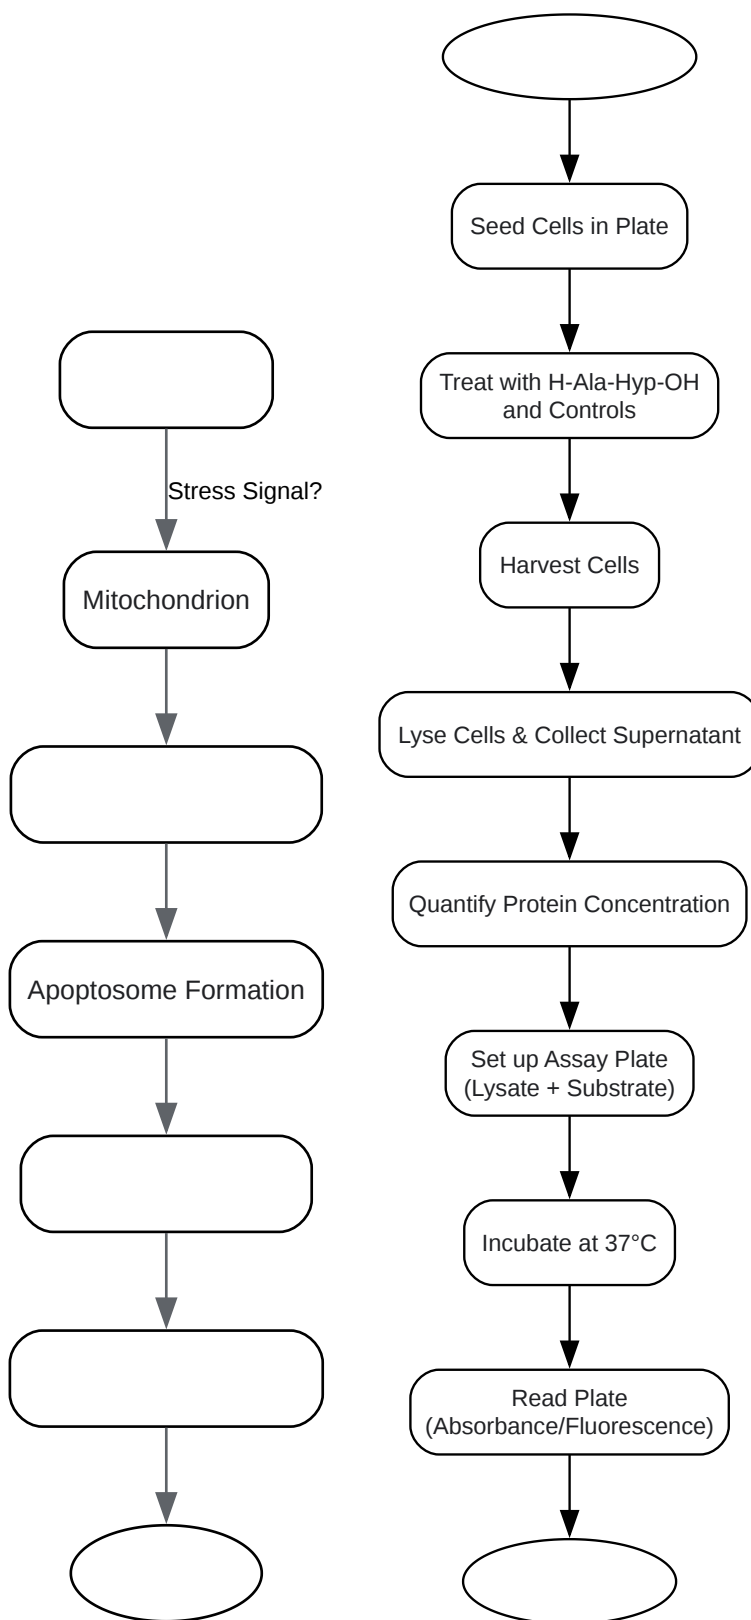 Stress Signal?
Mitochondrion
Apoptosome Formation
Seed Cells in Plate
Treat with H-Ala-Hyp-OH
and Controls
Harvest Cells
Lyse Cells & Collect Supernatant
Quantify Protein Concentration
Set up Assay Plate
(Lysate + Substrate)
Incubate at 37°C
Read Plate
(Absorbance/Fluorescence)